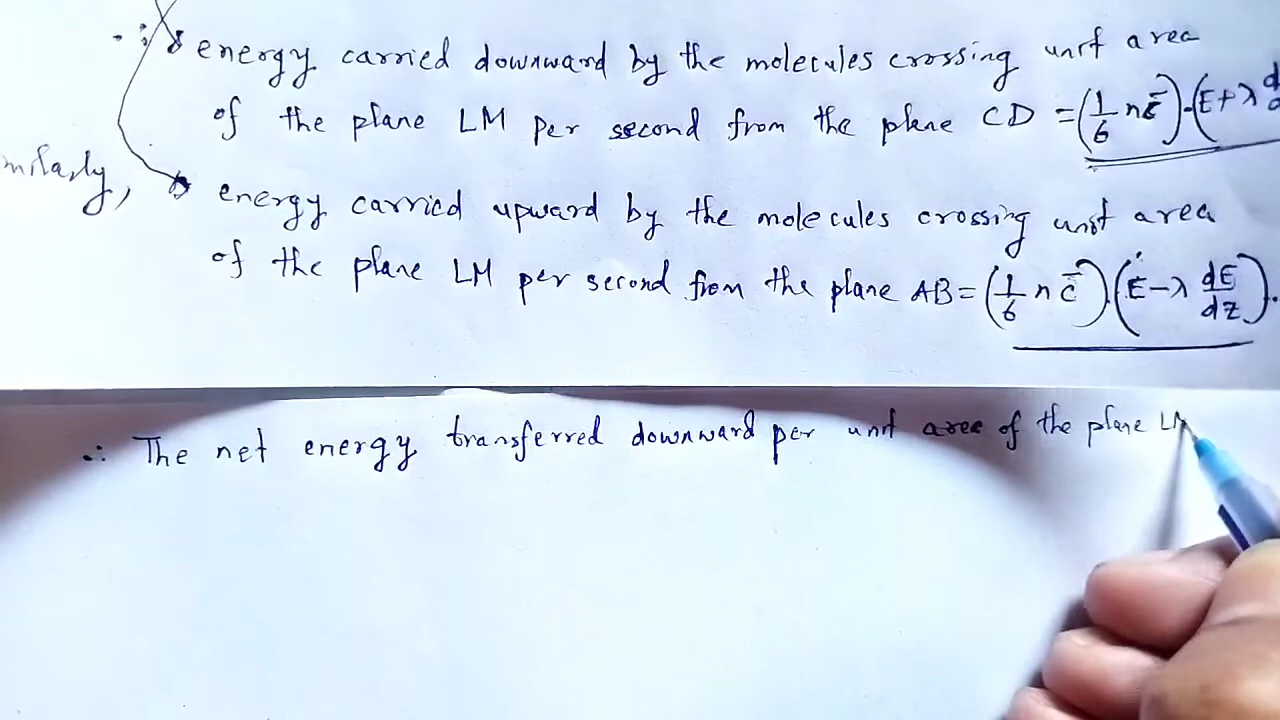 ∴ energy carried downward by the molecules crossing unit area
of the plane LM per second from the plane CD = (1/6 n c̄)·(E+λ d
milarly, energy carried upward by the molecules crossing unit area
of the plane LM per second from the plane AB = (1/6 n c̄)·(E-λ dE/dz).
∴ The net energy transferred downward per unit area of the plane LM